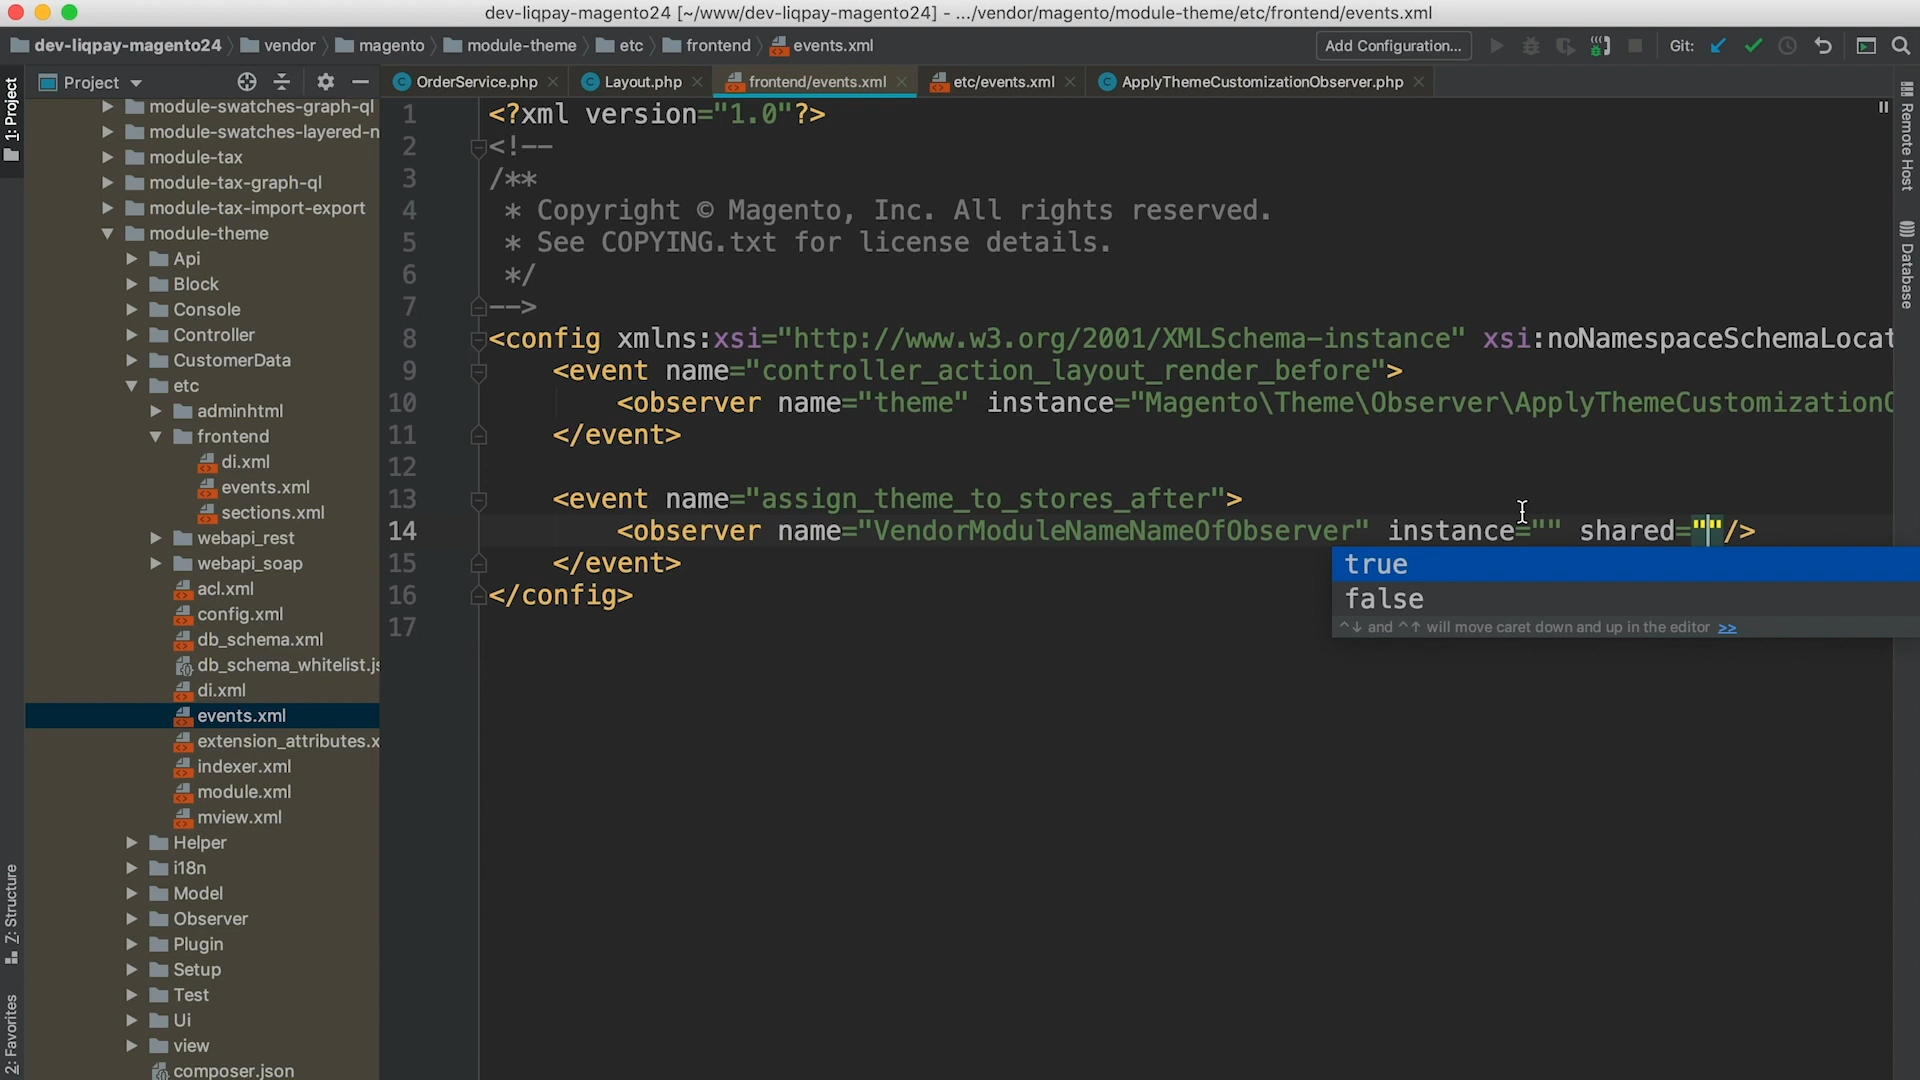 dev-liqpay-magento24 [~/www/dev-liqpay-magento24] - .../vendor/magento/module-theme/etc/frontend/events.xml
dev-liqpay-magento24 vendor magento module-theme etc frontend events.xml
Add Configuration...
Git:
Project
OrderService.php
Layout.php
frontend/events.xml
etc/events.xml
ApplyThemeCustomizationObserver.php
1: Project
Z: Structure
2: Favorites
Remote Host
Database
module-swatches-graph-ql
module-swatches-layered-n
module-tax
module-tax-graph-ql
module-tax-import-export
module-theme
Api
Block
Console
Controller
CustomerData
etc
adminhtml
frontend
di.xml
events.xml
sections.xml
webapi_rest
webapi_soap
acl.xml
config.xml
db_schema.xml
db_schema_whitelist.js
di.xml
events.xml
extension_attributes.x
indexer.xml
module.xml
mview.xml
Helper
i18n
Model
Observer
Plugin
Setup
Test
Ui
view
composer.json
1 <?xml version="1.0"?>
2 <!--
3 /**
4 * Copyright © Magento, Inc. All rights reserved.
5 * See COPYING.txt for license details.
6 */
7 -->
8 <config xmlns:xsi="http://www.w3.org/2001/XMLSchema-instance" xsi:noNamespaceSchemaLocat
9 <event name="controller_action_layout_render_before">
10 <observer name="theme" instance="Magento\Theme\Observer\ApplyThemeCustomizationO
11 </event>
12
13 <event name="assign_theme_to_stores_after">
14 <observer name="VendorModuleNameNameOfObserver" instance="" shared=""/>
15 </event>
16 </config>
17
true
false
^↓ and ^↑ will move caret down and up in the editor >>